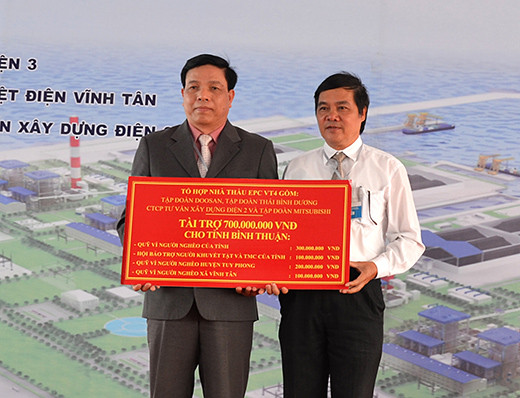 ỆN 3
ỆT ĐIỆN VĨNH TÂN
N XÂY DỰNG ĐIỆN
TỔ HỢP NHÀ THẦU EPC VT4 GỒM:
TẬP ĐOÀN DOOSAN, TẬP ĐOÀN THÁI BÌNH DƯƠNG
CTCP TƯ VẤN XÂY DỰNG ĐIỆN 2 VÀ TẬP ĐOÀN MITSUBISHI
TÀI TRỢ 700.000.000 VNĐ
CHO TỈNH BÌNH THUẬN:
- QUỸ VÌ NGƯỜI NGHÈO CỦA TỈNH : 300.000.000 VNĐ
- HỘI BẢO TRỢ NGƯỜI KHUYẾT TẬT VÀ TMC CỦA TỈNH : 100.000.000 VNĐ
- QUỸ VÌ NGƯỜI NGHÈO HUYỆN TUY PHONG : 200.000.000 VNĐ
- QUỸ VÌ NGƯỜI NGHÈO XÃ VĨNH TÂN : 100.000.000 VNĐ